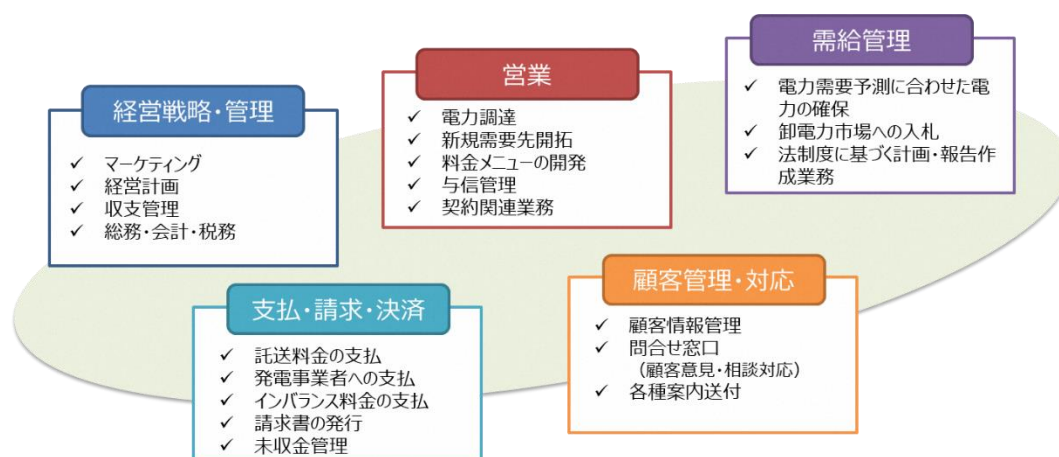 経営戦略・管理
✓ マーケティング
✓ 経営計画
✓ 収支管理
✓ 総務・会計・税務
営業
✓ 電力調達
✓ 新規需要先開拓
✓ 料金メニューの開発
✓ 与信管理
✓ 契約関連業務
需給管理
✓ 電力需要予測に合わせた電
力の確保
✓ 卸電力市場への入札
✓ 法制度に基づく計画・報告作
成業務
支払・請求・決済
✓ 託送料金の支払
✓ 発電事業者への支払
✓ インバランス料金の支払
✓ 請求書の発行
✓ 未収金管理
顧客管理・対応
✓ 顧客情報管理
✓ 問合せ窓口
（顧客意見・相談対応）
✓ 各種案内送付